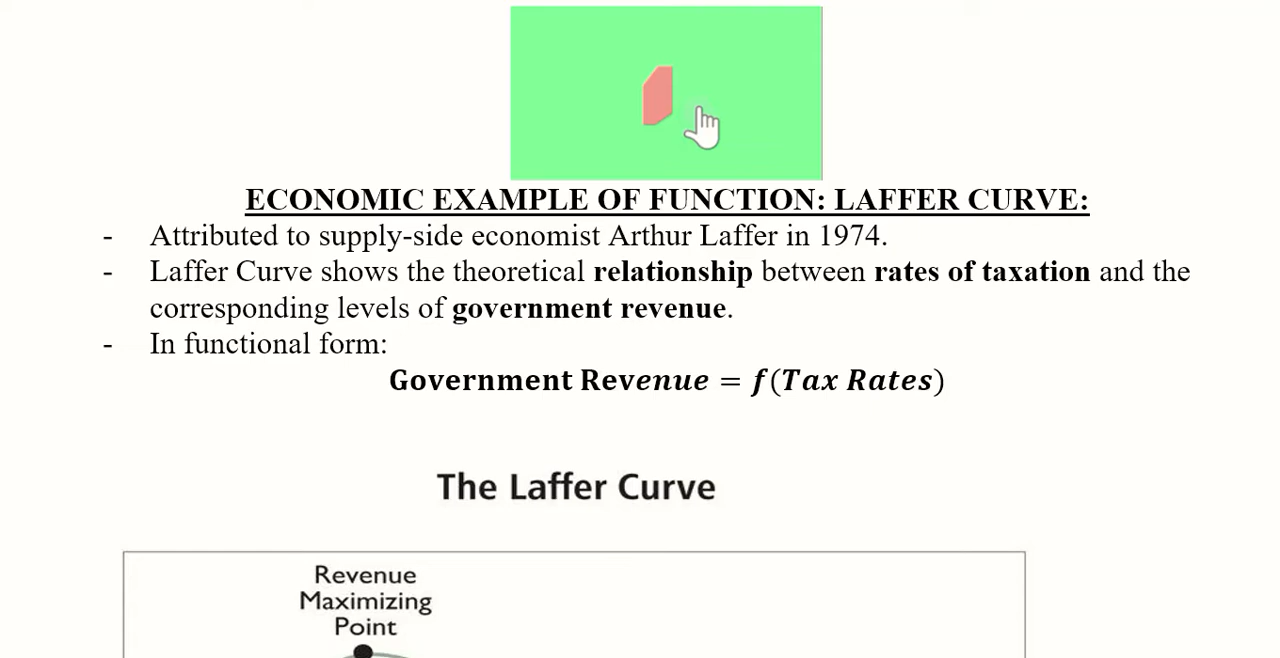 ECONOMIC EXAMPLE OF FUNCTION: LAFFER CURVE:
- Attributed to supply-side economist Arthur Laffer in 1974.
- Laffer Curve shows the theoretical relationship between rates of taxation and the
corresponding levels of government revenue.
- In functional form:
Government Revenue = f(Tax Rates)
The Laffer Curve
Revenue
Maximizing
Point